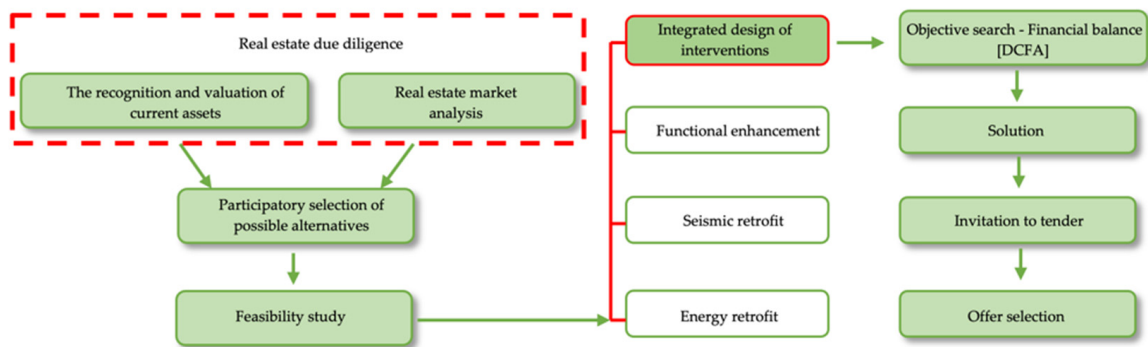 Real estate due diligence
The recognition and valuation of
current assets
Real estate market
analysis
Participatory selection of
possible alternatives
Feasibility study
Integrated design of
interventions
Functional enhancement
Seismic retrofit
Energy retrofit
Objective search - Financial balance
[DCFA]
Solution
Invitation to tender
Offer selection